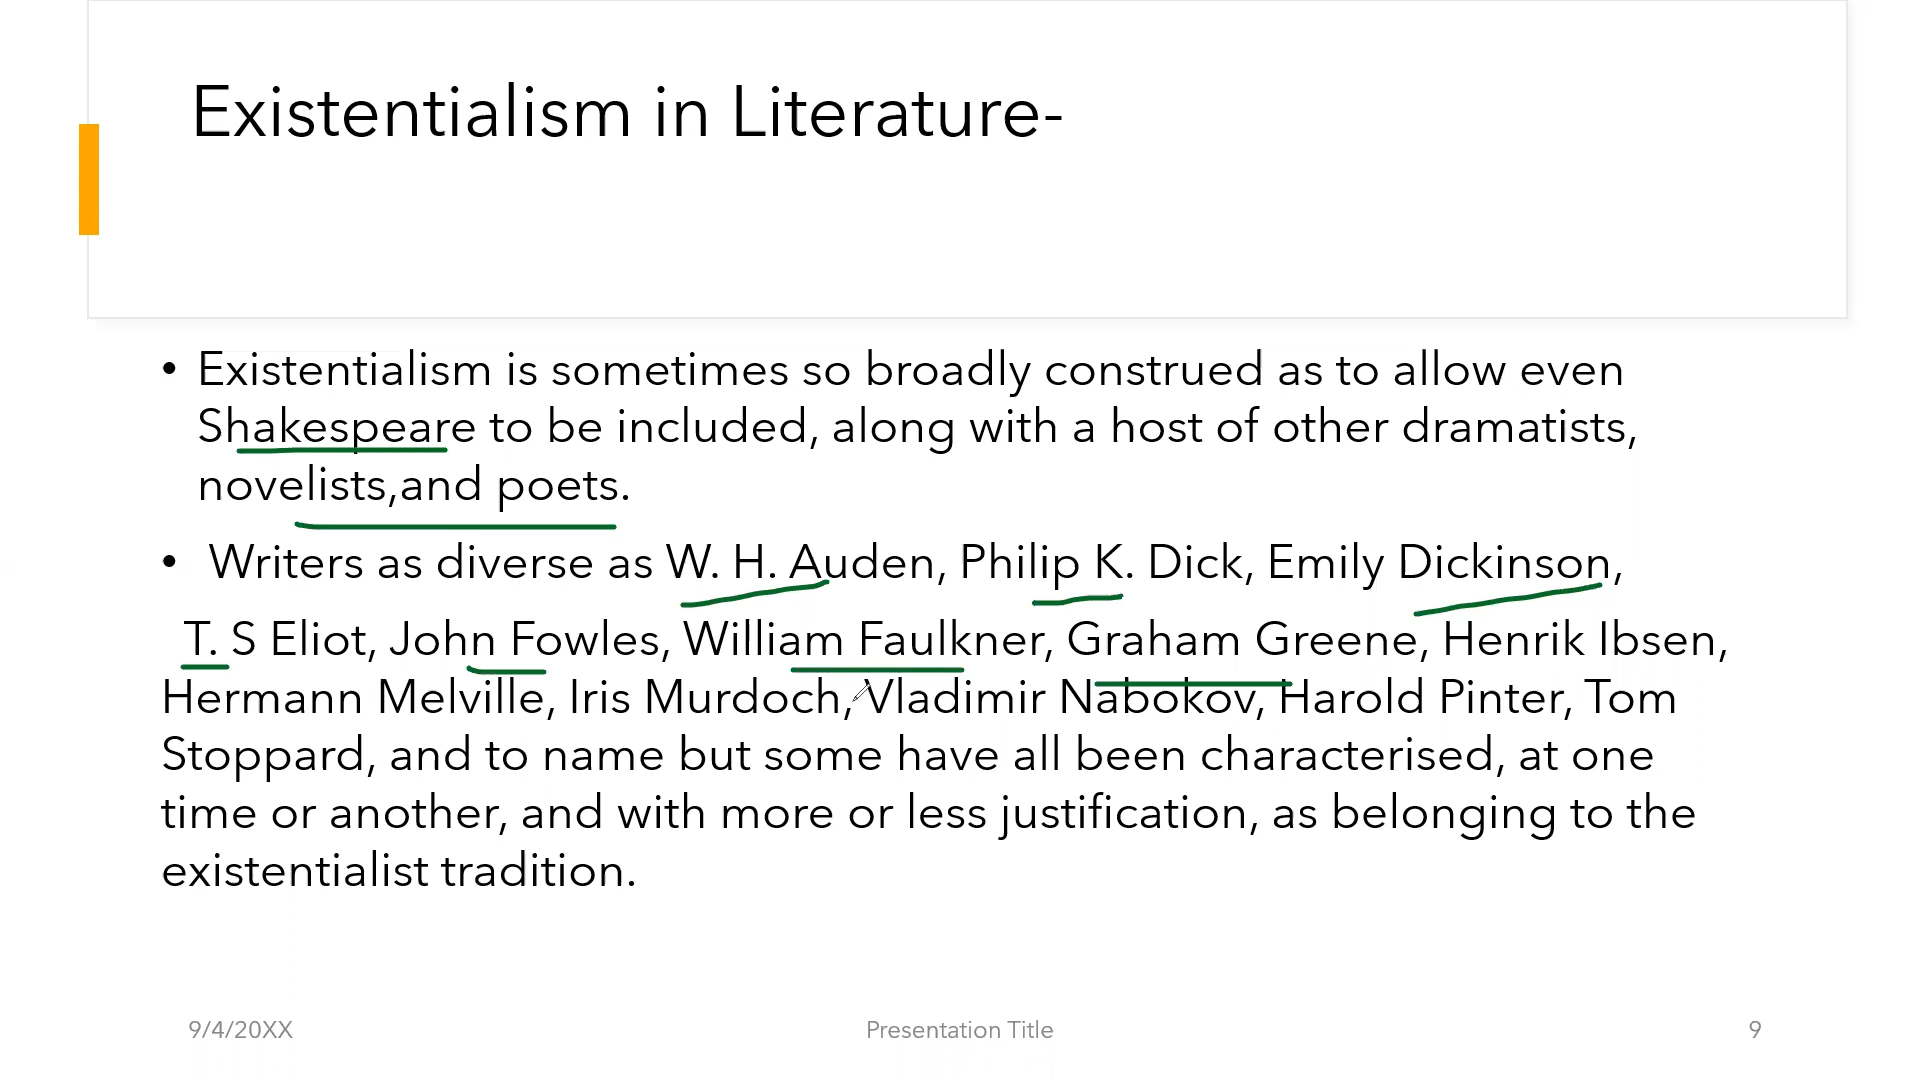 Existentialism in Literature-
• Existentialism is sometimes so broadly construed as to allow even
Shakespeare to be included, along with a host of other dramatists,
novelists,and poets.
• Writers as diverse as W. H. Auden, Philip K. Dick, Emily Dickinson,
T. S Eliot, John Fowles, William Faulkner, Graham Greene, Henrik Ibsen,
Hermann Melville, Iris Murdoch, Vladimir Nabokov, Harold Pinter, Tom
Stoppard, and to name but some have all been characterised, at one
time or another, and with more or less justification, as belonging to the
existentialist tradition.
9/4/20XX Presentation Title 9